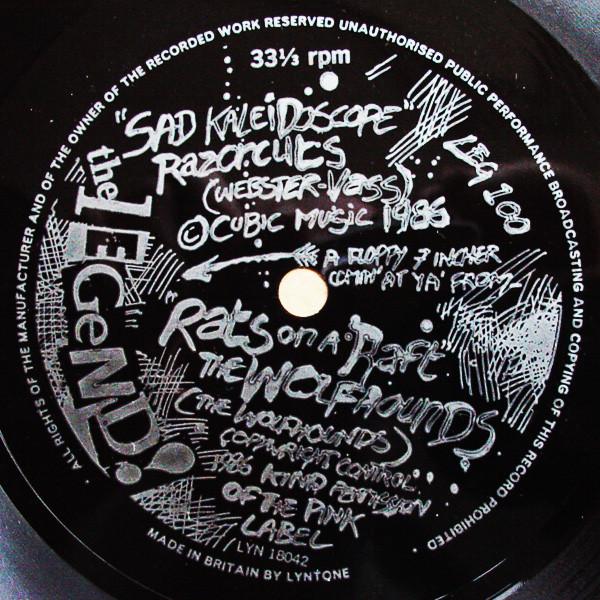 ALL RIGHTS OF THE MANUFACTURER AND OF THE OWNER OF THE RECORDED WORK RESERVED UNAUTHORISED PUBLIC PERFORMANCE BROADCASTING AND COPYING OF THIS RECORD PROHIBITED
33⅓ rpm
"SAD KALEIDOSCOPE"
Razorcuts
(WEBSTER-VASS)
© CUBIC MUSIC 1986
LEG 100
the LEGeND!
A FLOPPY 7 INCHER
COMIN' AT YA' FROM-
"Rats on A Raft"
THE WOLFHOUNDS
(THE WOLFHOUNDS)
COPYWRIGHT CONTROL
1986 KIND PERMISSION
OF THE PINK
LABEL
LYN 18042
MADE IN BRITAIN BY LYNTONE